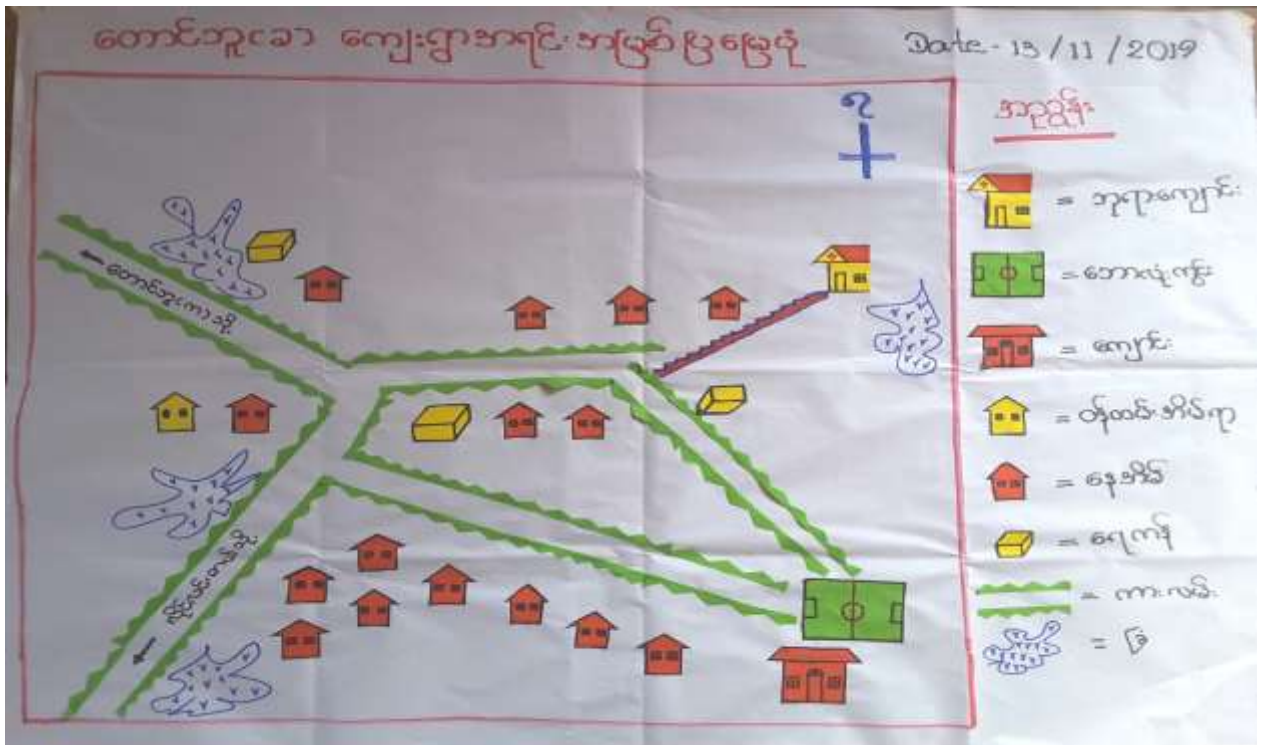 တောင်ဘူးခော ကျေးရွာအရင်းအမြစ်ပြမြေပုံ
Date - 13 / 11 / 2019
အညွှန်း
= ဘုရားကျောင်း
= ဘောလုံးကွင်း
= ကျောင်း
= ဝန်ထမ်းအိမ်ရာ
= နေအိမ်
= ရေကန်
= ကားလမ်း
= ခြံ